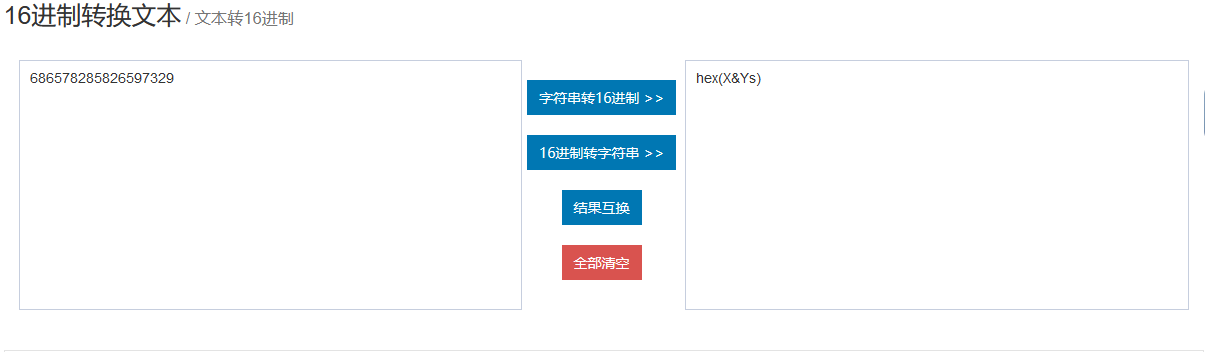 16进制转换文本 / 文本转16进制
686578285826597329
字符串转16进制 >>
16进制转字符串 >>
结果互换
全部清空
hex(X&Ys)